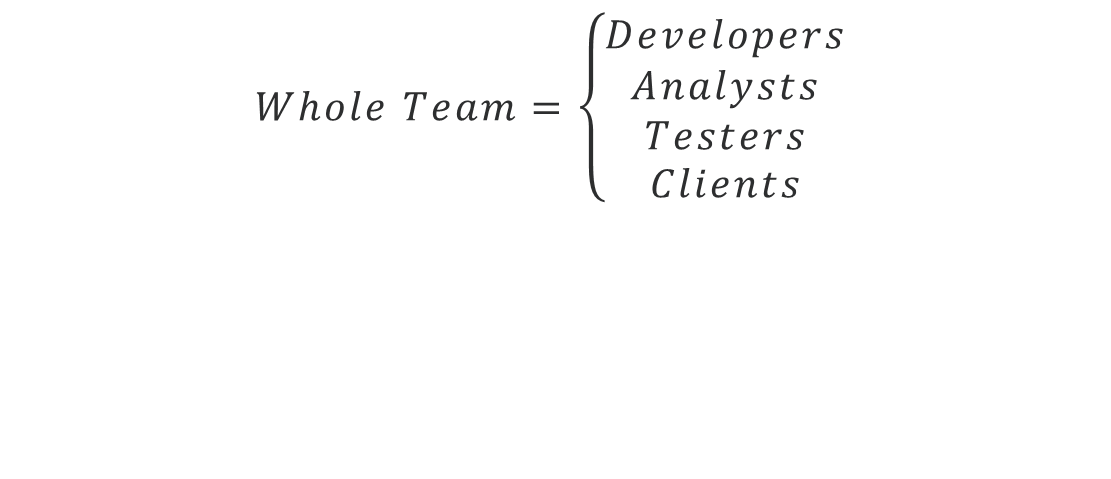 Whole Team = {
Developers
Analysts
Testers
Clients